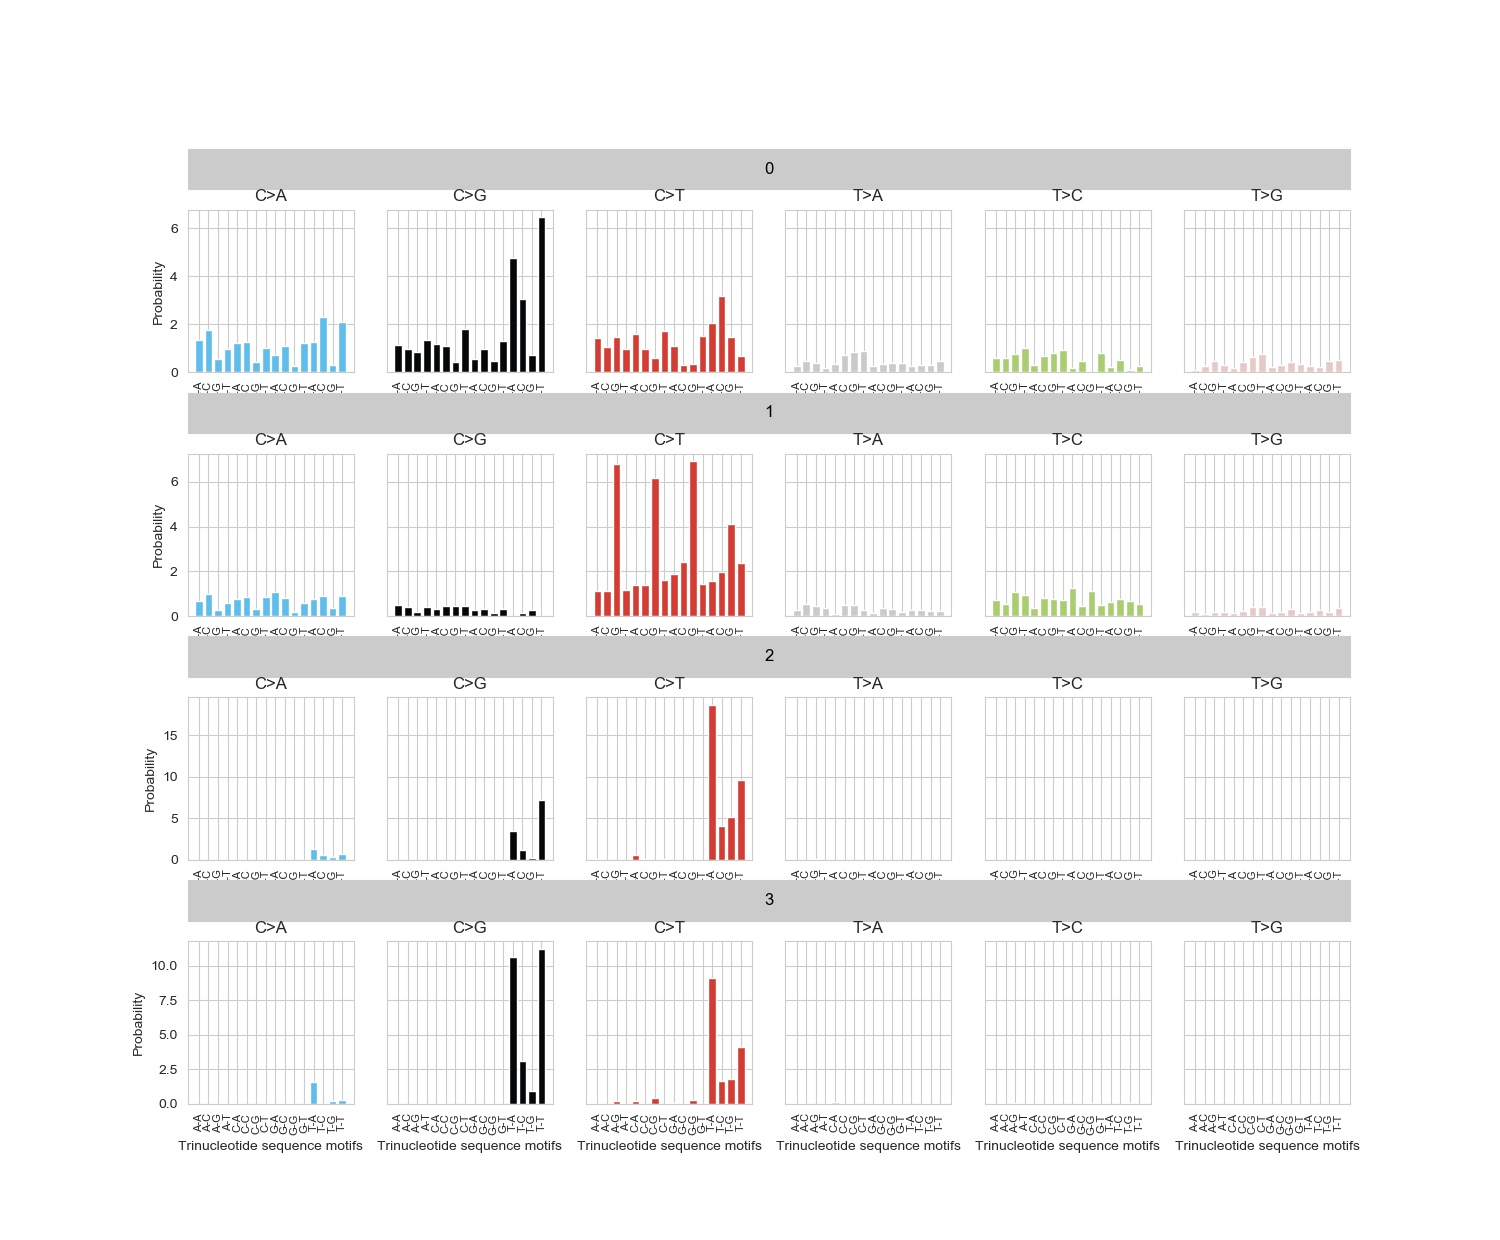 0
C>A C>G C>T T>A T>C T>G
Probability
6
4
2
0
1
C>A C>G C>T T>A T>C T>G
Probability
6
4
2
0
2
C>A C>G C>T T>A T>C T>G
Probability
15
10
5
0
3
C>A C>G C>T T>A T>C T>G
Probability
10.0
7.5
5.0
2.5
0.0
A-A A-C A-G A-T C-A C-C C-G C-T G-A G-C G-G G-T T-A T-C T-G T-T
A-A A-C A-G A-T C-A C-C C-G C-T G-A G-C G-G G-T T-A T-C T-G T-T
A-A A-C A-G A-T C-A C-C C-G C-T G-A G-C G-G G-T T-A T-C T-G T-T
A-A A-C A-G A-T C-A C-C C-G C-T G-A G-C G-G G-T T-A T-C T-G T-T
A-A A-C A-G A-T C-A C-C C-G C-T G-A G-C G-G G-T T-A T-C T-G T-T
A-A A-C A-G A-T C-A C-C C-G C-T G-A G-C G-G G-T T-A T-C T-G T-T
Trinucleotide sequence motifs Trinucleotide sequence motifs Trinucleotide sequence motifs Trinucleotide sequence motifs Trinucleotide sequence motifs Trinucleotide sequence motifs